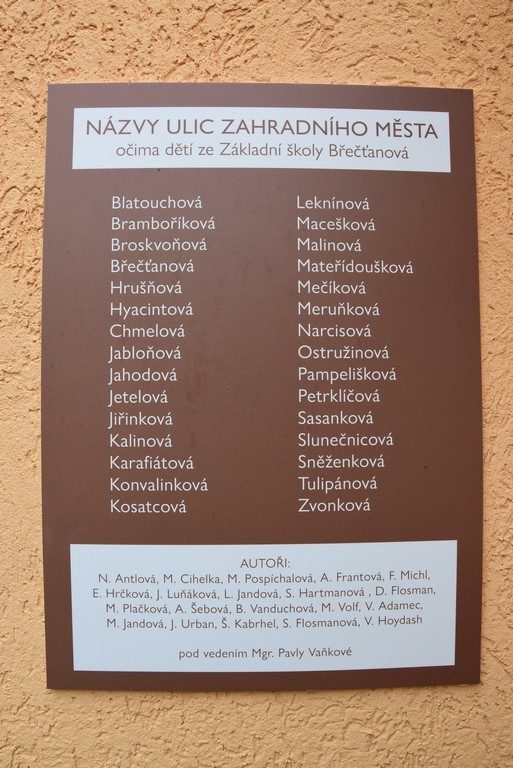 NÁZVY ULIC ZAHRADNÍHO MĚSTA
očima dětí ze Základní školy Břečťanová
Blatouchová
Bramboříková
Broskvoňová
Břečťanová
Hrušňová
Hyacintová
Chmelová
Jabloňová
Jahodová
Jetelová
Jiřinková
Kalinová
Karafiátová
Konvalinková
Kosatcová
Leknínová
Macešková
Malinová
Mateřídoušková
Mečíková
Meruňková
Narcisová
Ostružinová
Pampelišková
Petrklíčová
Sasanková
Slunečnicová
Sněženková
Tulipánová
Zvonková
AUTOŘI:
N. Antlová, M. Cihelka, M. Pospíchalová, A. Frantová, F. Michl,
E. Hrčková, J. Luňáková, L. Jandová, S. Hartmanová , D. Flosman,
M. Plačková, A. Šebová, B. Vanduchová, M. Volf, V. Adamec,
M. Jandová, J. Urban, Š. Kabrhel, S. Flosmanová, V. Hoydash
pod vedením Mgr. Pavly Vaňkové